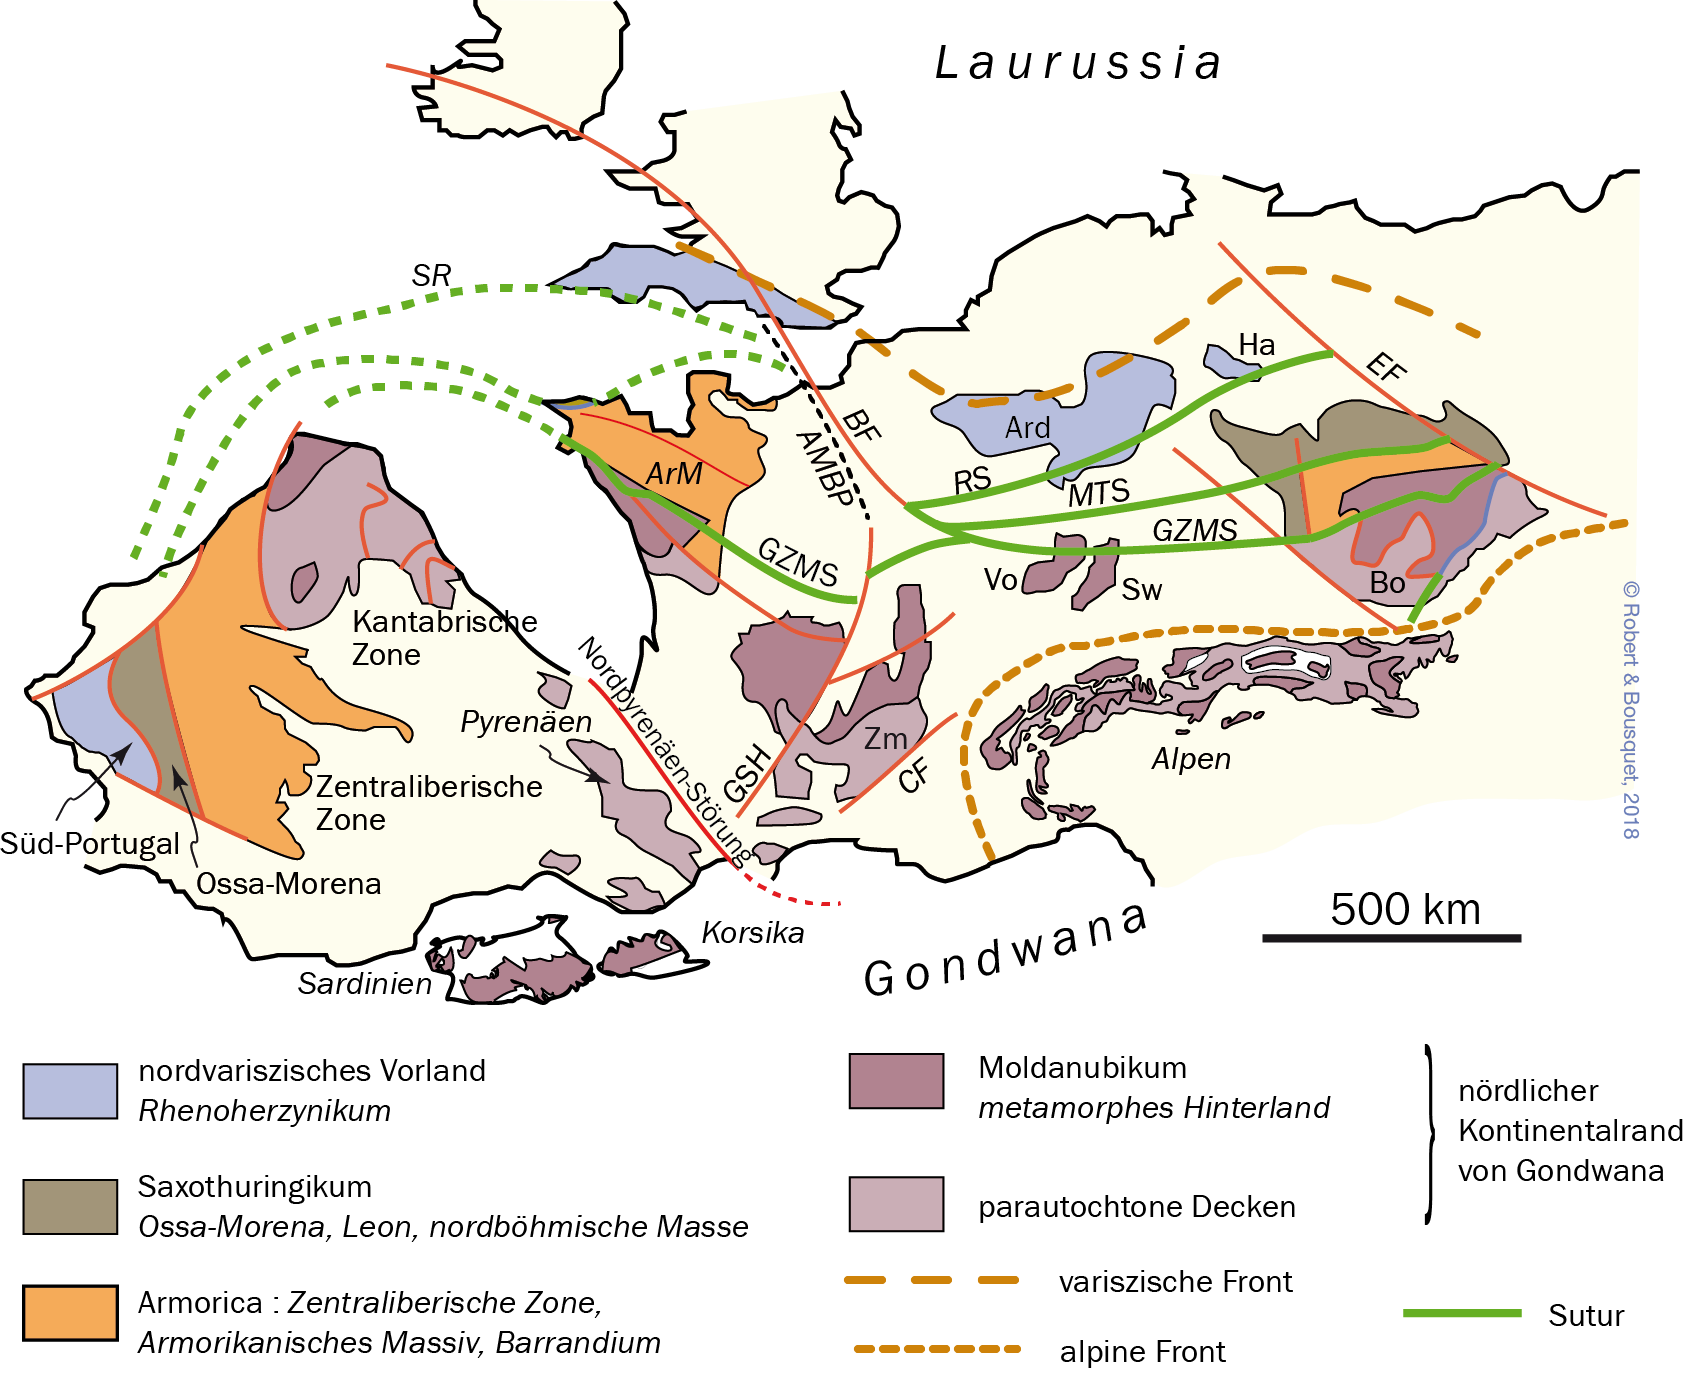 Laurussia
SR
Ha
EF
BF
AMBP
Ard
ArM
RS
MTS
GZMS
GZMS
Vo
Sw
Bo
Kantabrische
Zone
Nordpyrenäen-Störung
Pyrenäen
GSH
Zm
CF
Alpen
Zentraliberische
Zone
Süd-Portugal
Ossa-Morena
Korsika
Sardinien
Gondwana
500 km
© Robert & Bousquet, 2018
nordvariszisches Vorland
Rhenoherzynikum
Saxothuringikum
Ossa-Morena, Leon, nordböhmische Masse
Armorica : Zentraliberische Zone,
Armorikanisches Massiv, Barrandium
Moldanubikum
metamorphes Hinterland
parautochtone Decken
nördlicher
Kontinentalrand
von Gondwana
variszische Front
alpine Front
Sutur